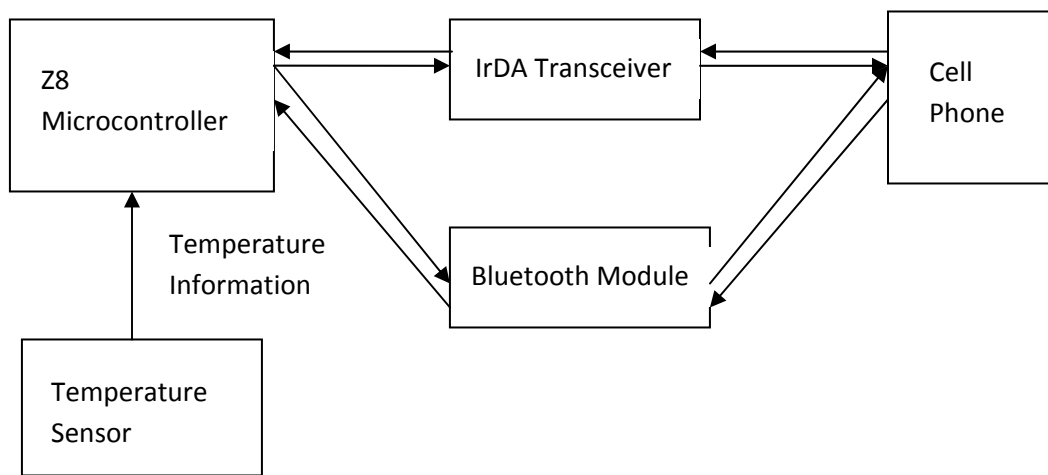 Z8
Microcontroller
IrDA Transceiver
Cell
Phone
Temperature
Information
Bluetooth Module
Temperature
Sensor